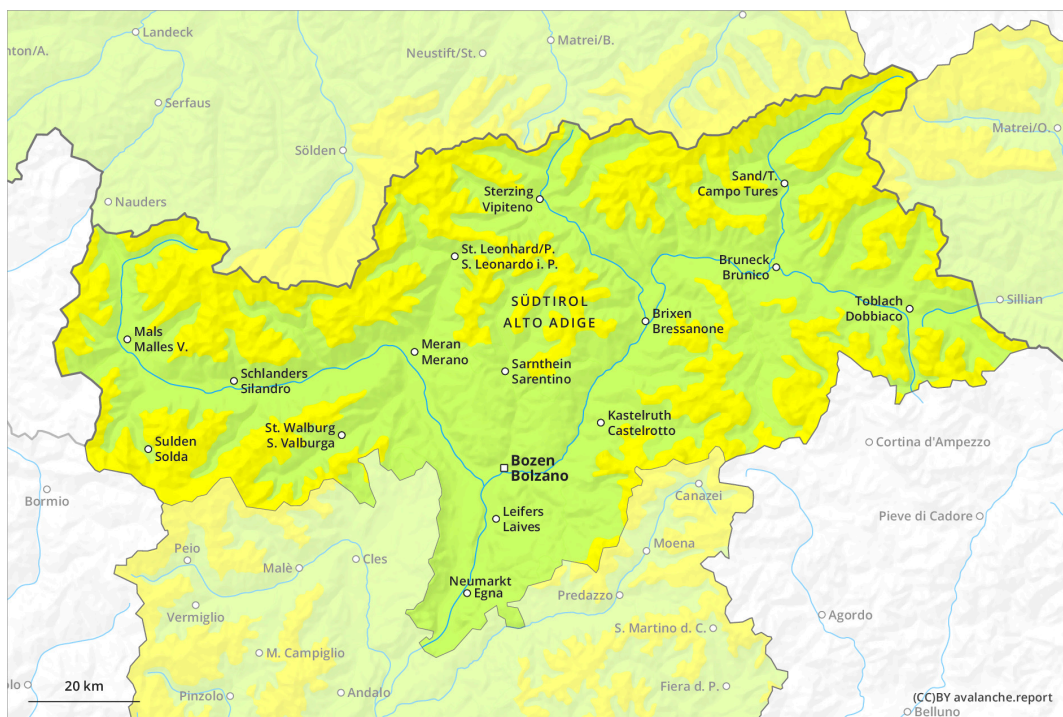 Landeck
nton/A.
Neustift/St.
Matrei/B.
Serfaus
Sölden
Matrei/O.
Nauders
Sterzing
Vipiteno
Sand/T.
Campo Tures
St. Leonhard/P.
S. Leonardo i. P.
Bruneck
Brunico
SÜDTIROL
ALTO ADIGE
Toblach
Dobbiaco
Sillian
Brixen
Bressanone
Mals
Malles V.
Meran
Merano
Schlanders
Silandro
Sarnthein
Sarentino
St. Walburg
S. Valburga
Kastelruth
Castelrotto
Sulden
Solda
Cortina d'Ampezzo
Bozen
Bolzano
Bormio
Canazei
Leifers
Laives
Pieve di Cadore
Peio
Cles
Moena
Malè
Neumarkt
Egna
Predazzo
Vermiglio
Agordo
S. Martino d. C.
M. Campiglio
olo
20 km
Pinzolo
Andalo
Fiera d. P.
(CC)BY avalanche.report
Belluno